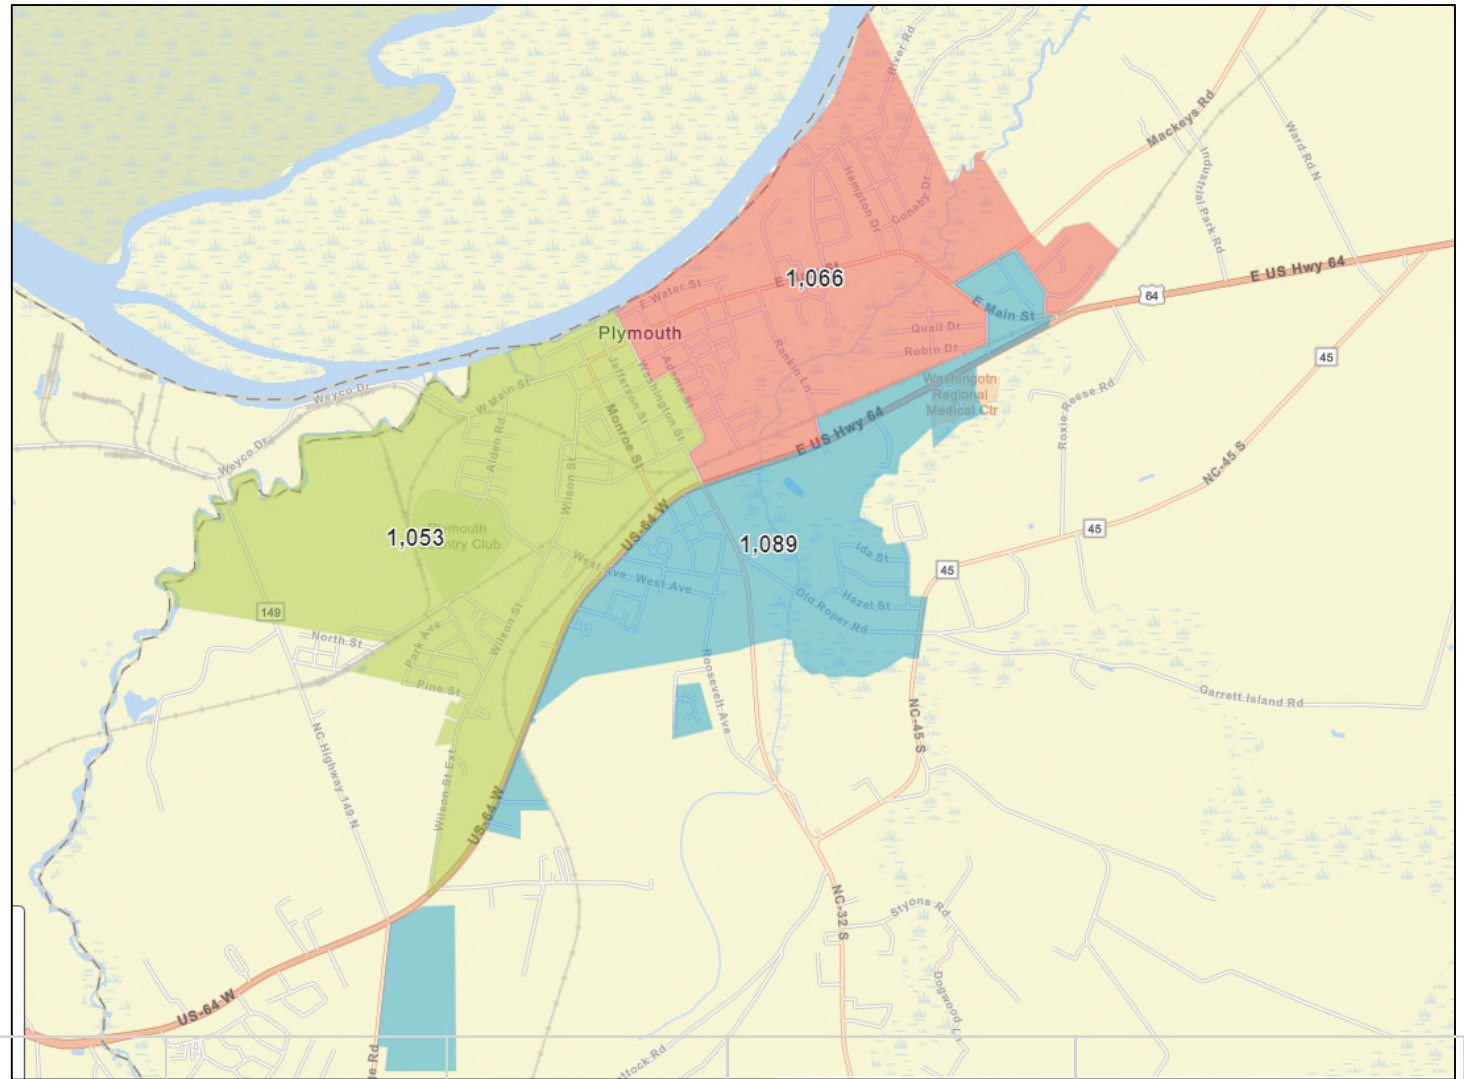 River Rd
Mackeys Rd
Ward Rd N
Industrial Park Rd
Hampton Dr
Conaby Dr
E US Hwy 64
64
1,066
E
St
E Water St
E Main St
Plymouth
Quail Dr
Robin Dr
45
Rankin Ln
Adams St
Washington St
Jefferson St
Monroe St
W Main St
Weyco Dr
Weyco Dr
Washingotn
Regional
Medical Ctr
Roxie Reese Rd
E US Hwy 64
Alden Rd
Wilson St
NC-45 S
1,053
1,089
45
US-64 W
Ida St
West Ave
West Ave
45
Hazel St
Old Roper Rd
149
North St
Park Ave
Wilson St
Pine St
Roosevelt Ave
Garrett Island Rd
NC-45 S
NC Highway 149 N
Wilson St Ext
US-64 W
NC-32 S
Styons Rd
US-64 W